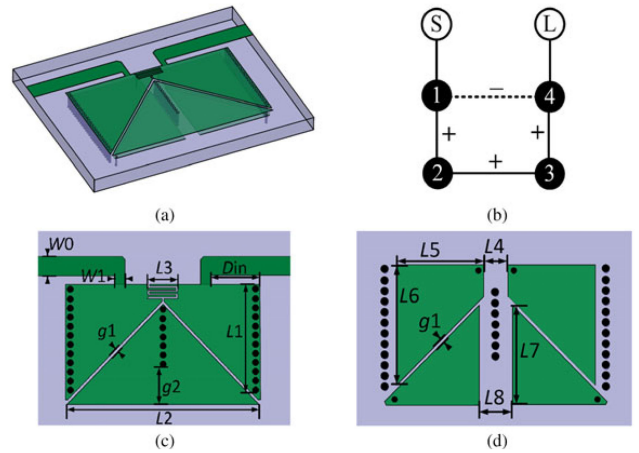 S L
1 − 4
+ +
2 + 3
(a) (b)
W0
W1
L3
Din
g1
L1
g2
L2
L5
L4
L6
g1
L7
L8
(c) (d)